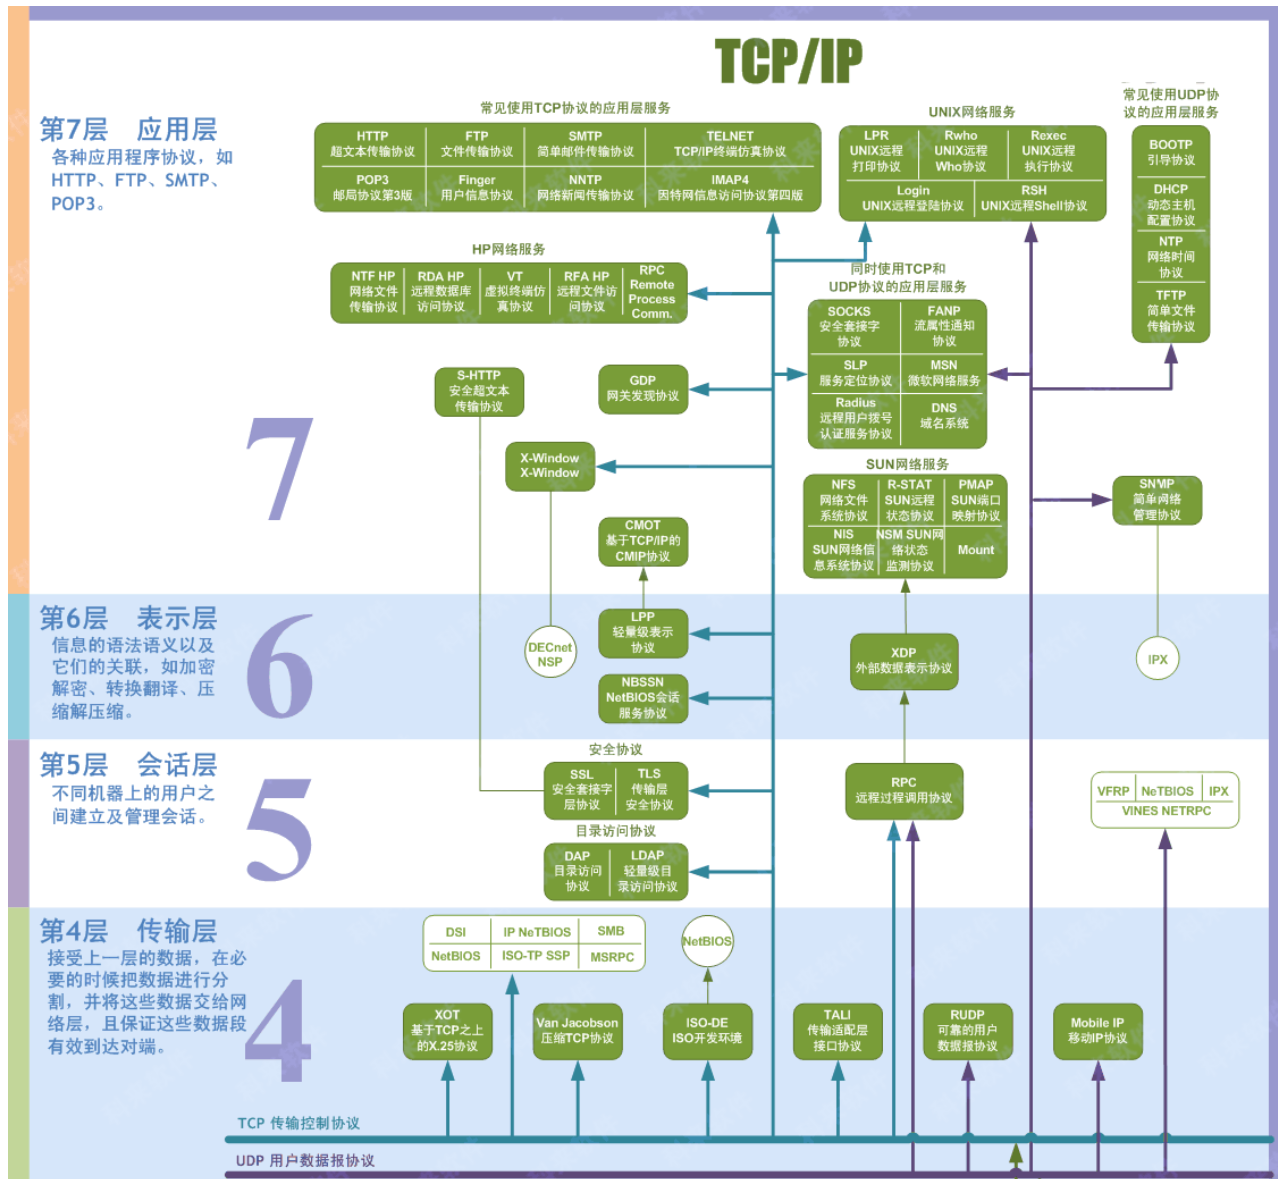 TCP/IP
第7层 应用层
各种应用程序协议，如
HTTP、FTP、SMTP、
POP3。
7
常见使用TCP协议的应用层服务
HTTP
超文本传输协议
FTP
文件传输协议
SMTP
简单邮件传输协议
TELNET
TCP/IP终端仿真协议
POP3
邮局协议第3版
Finger
用户信息协议
NNTP
网络新闻传输协议
IMAP4
因特网信息访问协议第四版
UNIX网络服务
LPR
UNIX远程
打印协议
Rwho
UNIX远程
Who协议
Rexec
UNIX远程
执行协议
Login
UNIX远程登陆协议
RSH
UNIX远程Shell协议
常见使用UDP协
议的应用层服务
BOOTP
引导协议
DHCP
动态主机
配置协议
NTP
网络时间
协议
TFTP
简单文件
传输协议
HP网络服务
NTF HP
网络文件
传输协议
RDA HP
远程数据库
访问协议
VT
虚拟终端仿
真协议
RFA HP
远程文件访
问协议
RPC
Remote
Process
Comm.
同时使用TCP和
UDP协议的应用层服务
SOCKS
安全套接字
协议
FANP
流属性通知
协议
SLP
服务定位协议
MSN
微软网络服务
Radius
远程用户拨号
认证服务协议
DNS
域名系统
S-HTTP
安全超文本
传输协议
GDP
网关发现协议
X-Window
X-Window
SUN网络服务
NFS
网络文件
系统协议
R-STAT
SUN远程
状态协议
PMAP
SUN端口
映射协议
NIS
SUN网络信
息系统协议
NSM SUN网
络状态
监测协议
Mount
SNMP
简单网络
管理协议
CMOT
基于TCP/IP的
CMIP协议
第6层 表示层
信息的语法语义以及
它们的关联，如加密
解密、转换翻译、压
缩解压缩。
6
DECnet
NSP
LPP
轻量级表示
协议
NBSSN
NetBIOS会话
服务协议
XDP
外部数据表示协议
IPX
第5层 会话层
不同机器上的用户之
间建立及管理会话。
5
安全协议
SSL
安全套接字
层协议
TLS
传输层
安全协议
目录访问协议
DAP
目录访问
协议
LDAP
轻量级目
录访问协议
RPC
远程过程调用协议
VFRP
NeTBIOS
IPX
VINES NETRPC
第4层 传输层
接受上一层的数据，在必
要的时候把数据进行分
割，并将这些数据交给网
络层，且保证这些数据段
有效到达对端。
4
DSI
IP NeTBIOS
SMB
NetBIOS
ISO-TP SSP
MSRPC
NetBIOS
XOT
基于TCP之上
的X.25协议
Van Jacobson
压缩TCP协议
ISO-DE
ISO开发环境
TALI
传输适配层
接口协议
RUDP
可靠的用户
数据报协议
Mobile IP
移动IP协议
TCP 传输控制协议
UDP 用户数据报协议